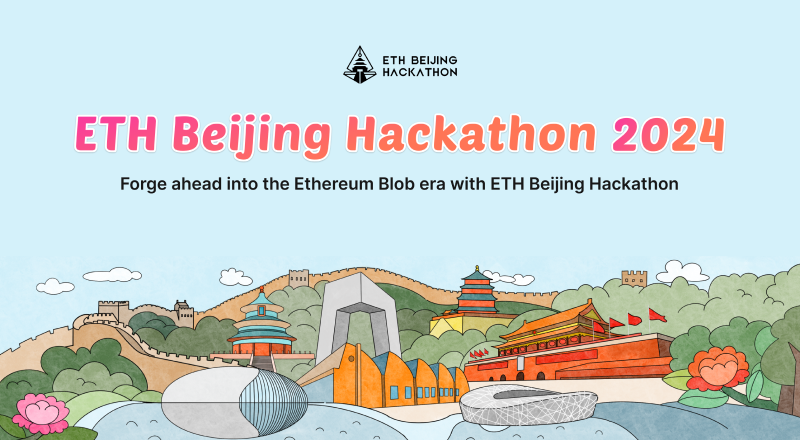 ETH BEIJING
HACKATHON
ETH Beijing Hackathon 2024
Forge ahead into the Ethereum Blob era with ETH Beijing Hackathon